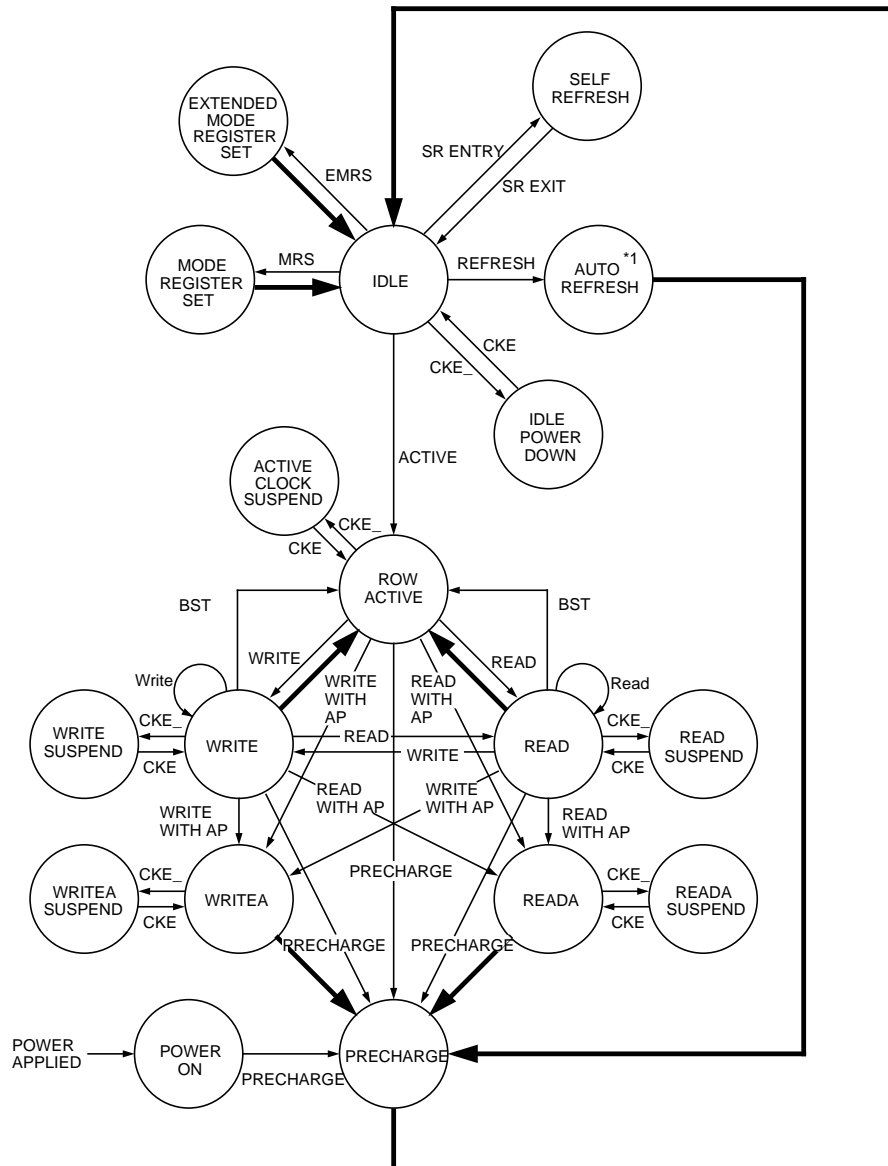 SELF
REFRESH
EXTENDED
MODE
REGISTER
SET
SR ENTRY
EMRS
SR EXIT
MODE
REGISTER
SET
MRS
IDLE
REFRESH
AUTO *1
REFRESH
CKE
CKE_
IDLE
POWER
DOWN
ACTIVE
ACTIVE
CLOCK
SUSPEND
CKE_
CKE
ROW
ACTIVE
BST
BST
WRITE
READ
Write
WRITE
WITH
AP
READ
WITH
AP
Read
WRITE
SUSPEND
CKE_
CKE
WRITE
READ
WRITE
READ
CKE_
CKE
READ
SUSPEND
WRITE
WITH AP
READ
WITH AP
WRITE
WITH AP
READ
WITH AP
PRECHARGE
WRITEA
SUSPEND
CKE_
CKE
WRITEA
READA
CKE_
CKE
READA
SUSPEND
PRECHARGE
PRECHARGE
POWER
APPLIED
POWER
ON
PRECHARGE
PRECHARGE